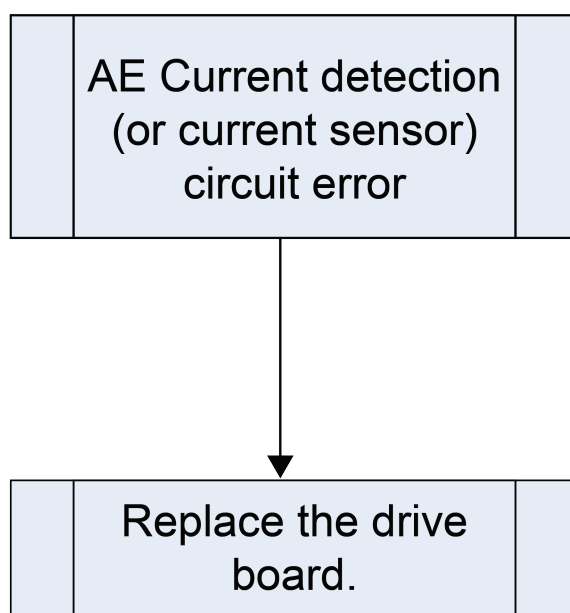 AE Current detection
(or current sensor)
circuit error
Replace the drive
board.